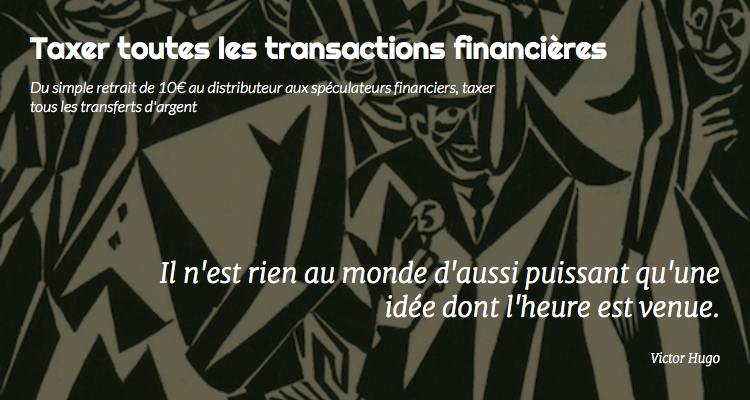 Taxer toutes les transactions financières
Du simple retrait de 10€ au distributeur aux spéculateurs financiers, taxer
tous les transferts d'argent
5
Il n'est rien au monde d'aussi puissant qu'une
idée dont l'heure est venue.
Victor Hugo